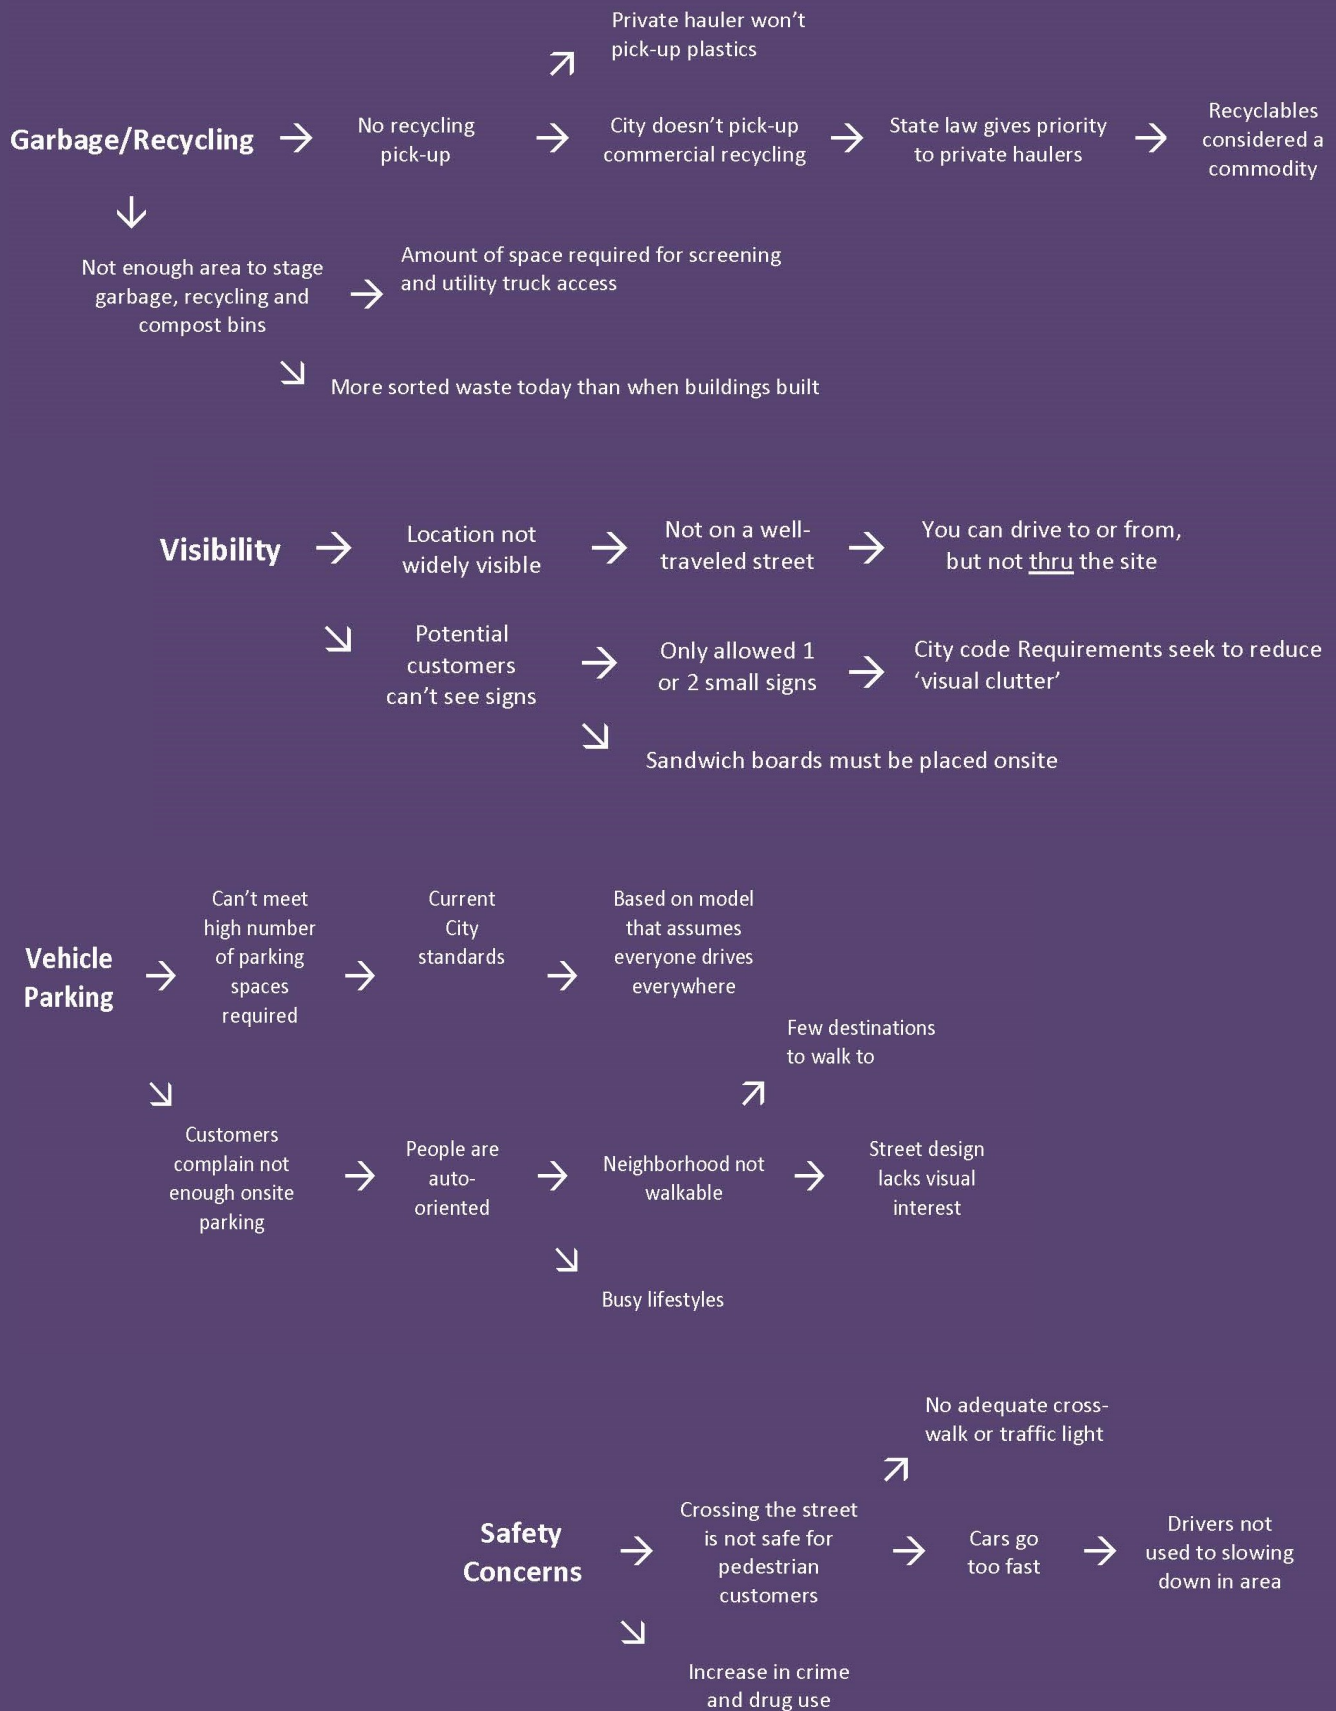 Private hauler won’t
pick-up plastics
Garbage/Recycling
No recycling
pick-up
City doesn’t pick-up
commercial recycling
State law gives priority
to private haulers
Recyclables
considered a
commodity
Not enough area to stage
garbage, recycling and
compost bins
Amount of space required for screening
and utility truck access
More sorted waste today than when buildings built
Visibility
Location not
widely visible
Not on a well-
traveled street
You can drive to or from,
but not thru the site
Potential
customers
can’t see signs
Only allowed 1
or 2 small signs
City code Requirements seek to reduce
‘visual clutter’
Sandwich boards must be placed onsite
Vehicle
Parking
Can’t meet
high number
of parking
spaces
required
Current
City
standards
Based on model
that assumes
everyone drives
everywhere
Few destinations
to walk to
Customers
complain not
enough onsite
parking
People are
auto-
oriented
Neighborhood not
walkable
Street design
lacks visual
interest
Busy lifestyles
No adequate cross-
walk or traffic light
Safety
Concerns
Crossing the street
is not safe for
pedestrian
customers
Cars go
too fast
Drivers not
used to slowing
down in area
Increase in crime
and drug use